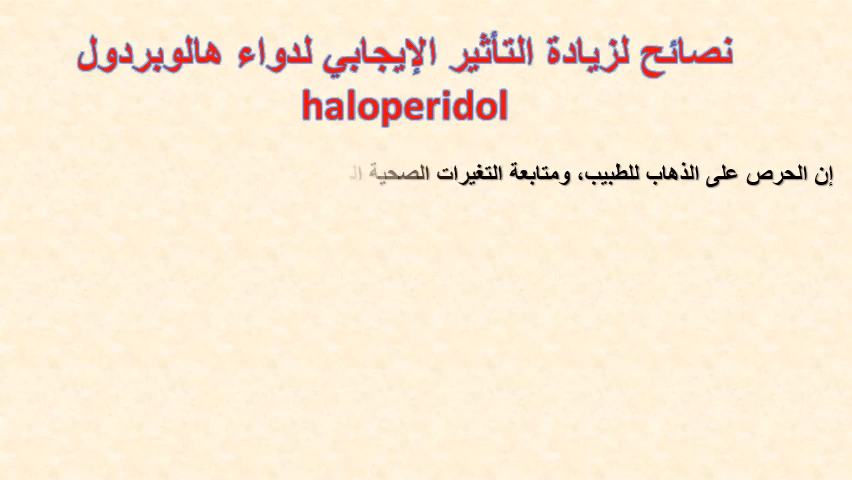 نصائح لزيادة التأثير الإيجابي لدواء هالوبردول
haloperidol
إن الحرص على الذهاب للطبيب، ومتابعة التغيرات الصحية